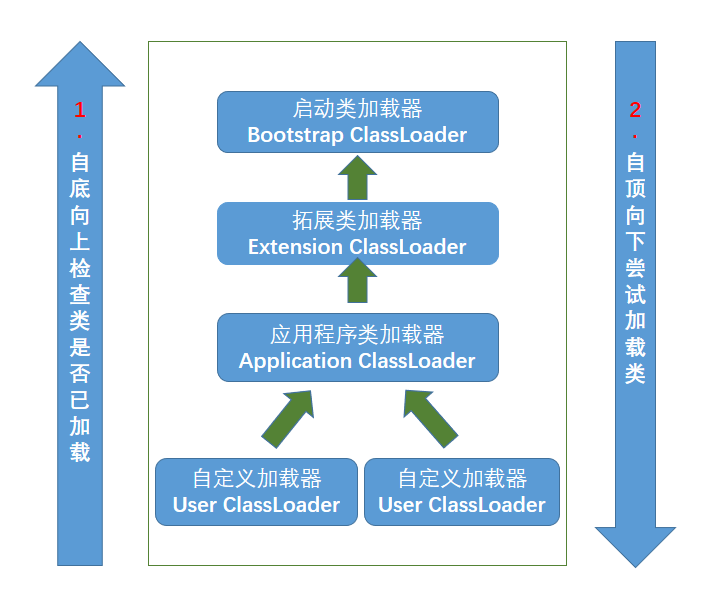 1.自底向上检查类是否已加载
启动类加载器
Bootstrap ClassLoader
拓展类加载器
Extension ClassLoader
应用程序类加载器
Application ClassLoader
自定义加载器
User ClassLoader
自定义加载器
User ClassLoader
2.自顶向下尝试加载类